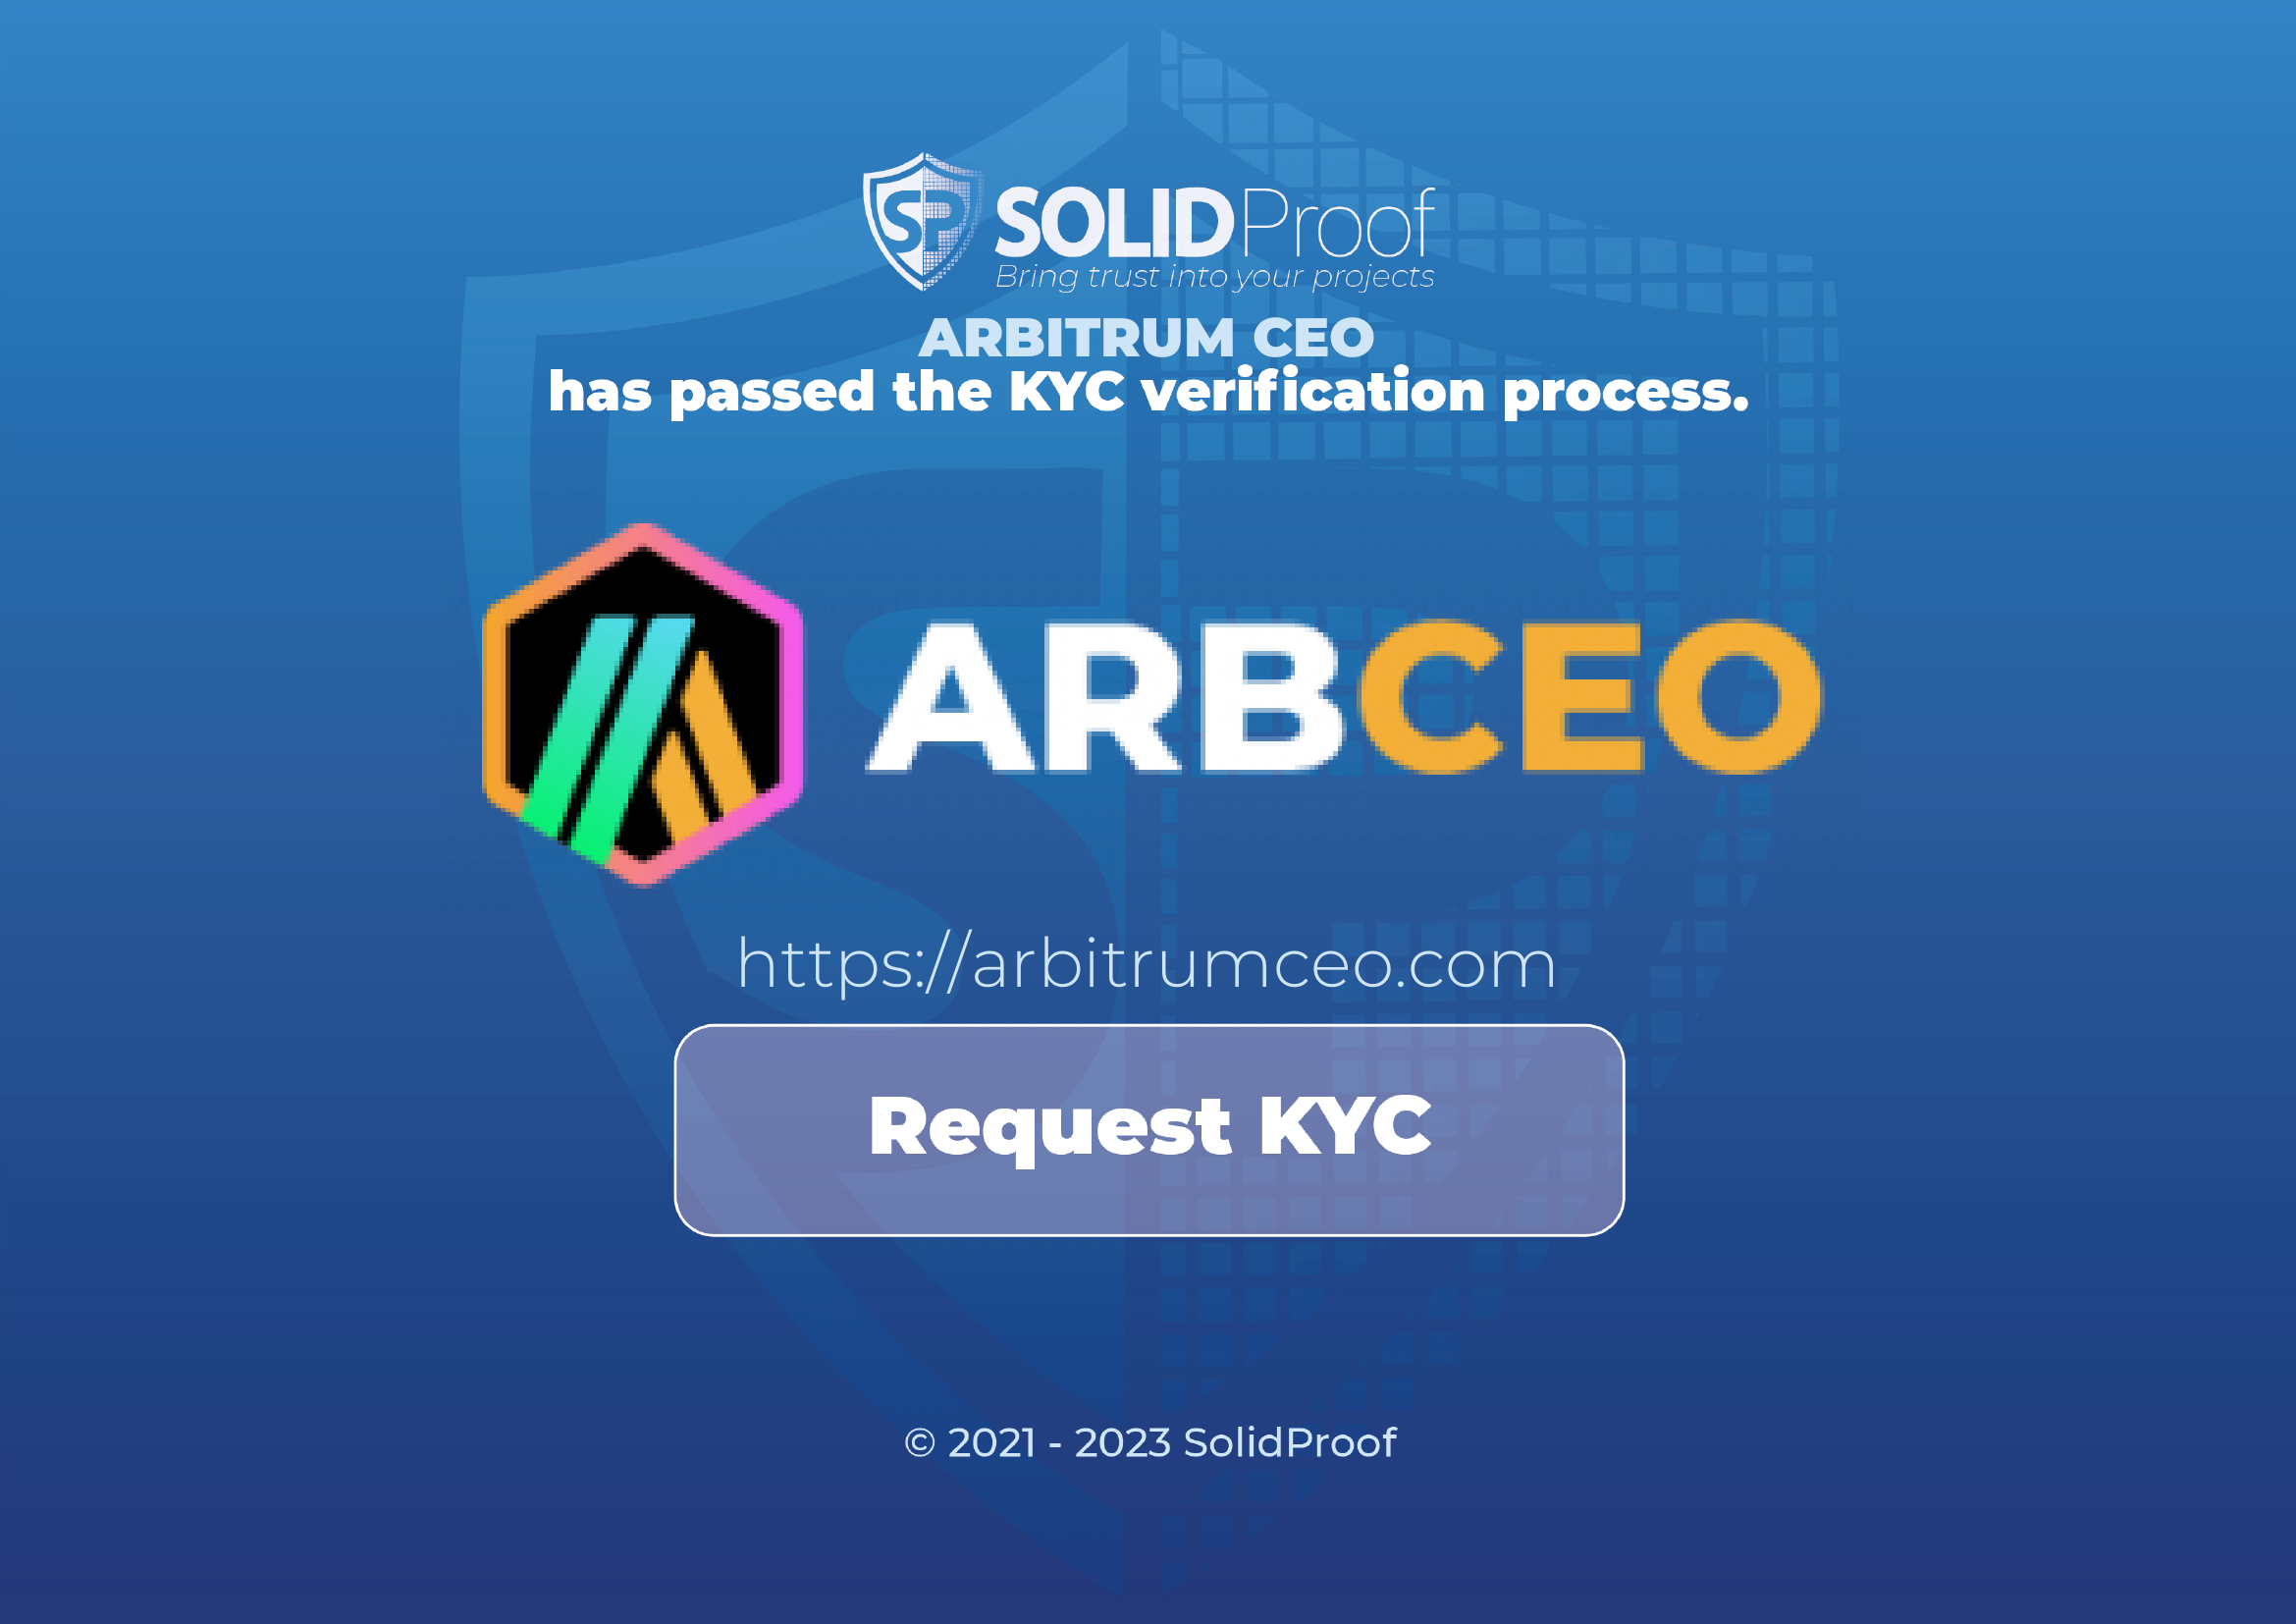 SP SOLIDProof
Bring trust into your projects
ARBITRUM CEO
has passed the KYC verification process.
ARBCEO
https://arbitrumceo.com
Request KYC
© 2021 - 2023 SolidProof